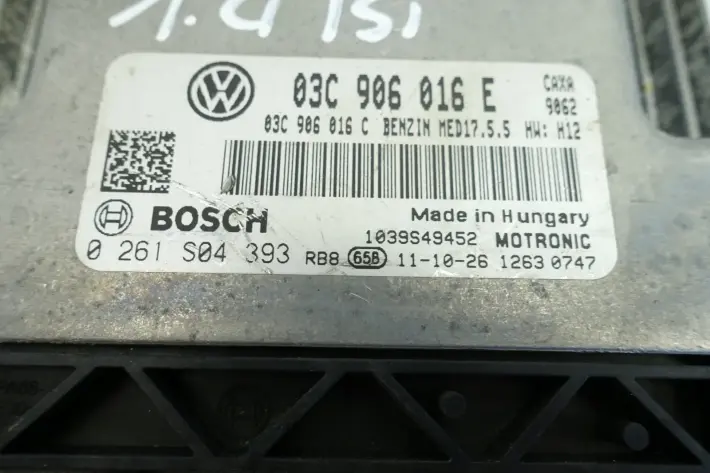 1.4 TSI
03C 906 016 E
CAXA
9062
03C 906 016 C BENZIN MED17.5.5 HW: H12
BOSCH
Made in Hungary
1039S49452 MOTRONIC
0 261 S04 393 RB8 658 11-10-26 1263 0747